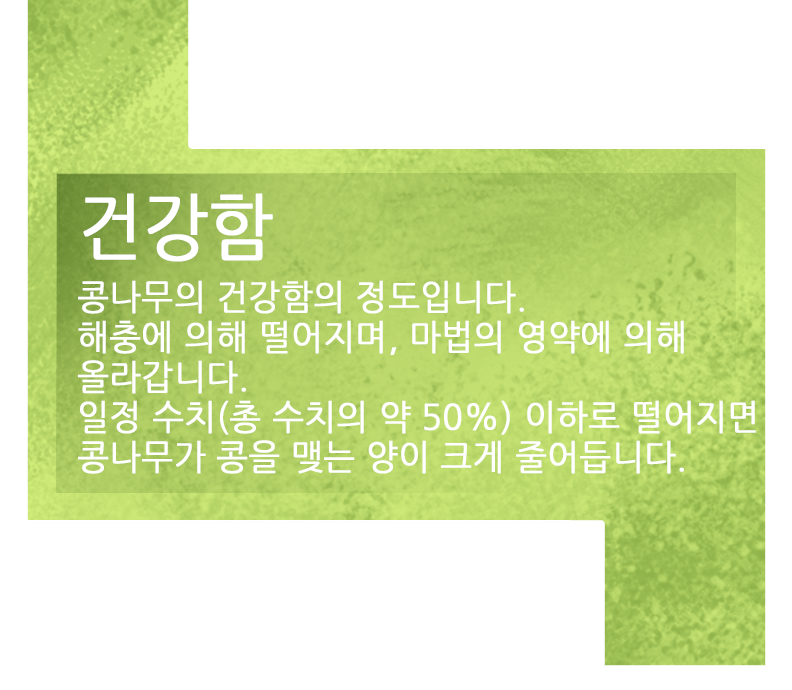 건강함
콩나무의 건강함의 정도입니다.
해충에 의해 떨어지며, 마법의 영약에 의해
올라갑니다.
일정 수치(총 수치의 약 50%) 이하로 떨어지면
콩나무가 콩을 맺는 양이 크게 줄어듭니다.